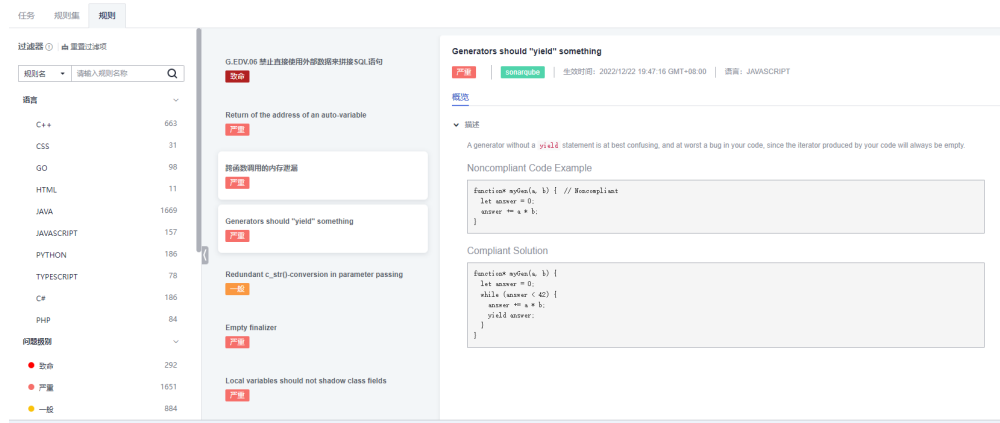 任务 规则集 规则
过滤器 重置过滤项
规则名 请输入规则名称
语言
C++ 663
CSS 31
GO 98
HTML 11
JAVA 1669
JAVASCRIPT 157
PYTHON 186
TYPESCRIPT 78
C# 186
PHP 84
问题级别
致命 292
严重 1651
一般 884
G.EDV.06 禁止直接使用外部数据来拼接SQL语句
致命
Return of the address of an auto-variable
严重
跨函数调用的内存泄漏
严重
Generators should "yield" something
严重
Redundant c_str()-conversion in parameter passing
一般
Empty finalizer
严重
Local variables should not shadow class fields
严重
Generators should "yield" something
严重 sonarqube 生效时间: 2022/12/22 19:47:16 GMT+08:00 语言: JAVASCRIPT
概览
描述
A generator without a yield statement is at best confusing, and at worst a bug in your code, since the iterator produced by your code will always be empty.
Noncompliant Code Example
function* myGen(a, b) { // Noncompliant
let answer = 0;
answer += a * b;
}
Compliant Solution
function* myGen(a, b) {
let answer = 0;
while (answer < 42) {
answer += a * b;
yield answer;
}
}